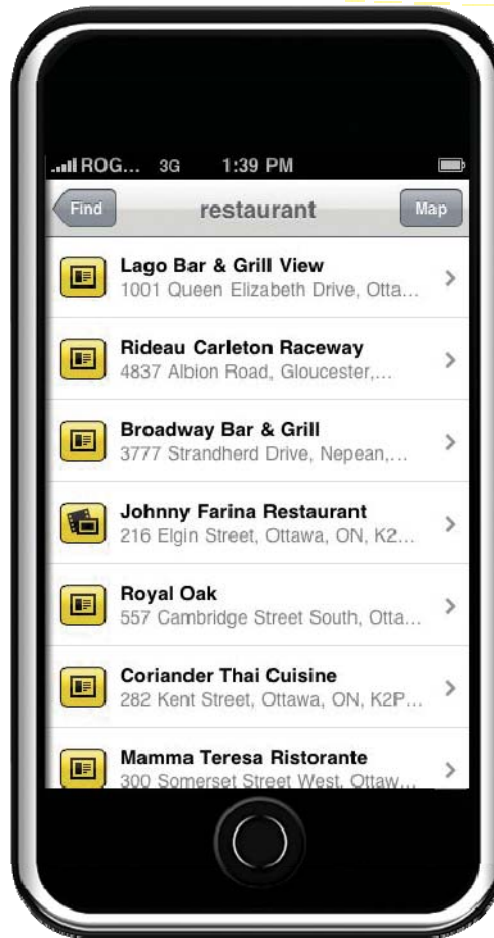 ROG... 3G 1:39 PM
Find restaurant Map
Lago Bar & Grill View
1001 Queen Elizabeth Drive, Otta...
Rideau Carleton Raceway
4837 Albion Road, Gloucester,...
Broadway Bar & Grill
3777 Strandherd Drive, Nepean,...
Johnny Farina Restaurant
216 Elgin Street, Ottawa, ON, K2...
Royal Oak
557 Cambridge Street South, Otta...
Coriander Thai Cuisine
282 Kent Street, Ottawa, ON, K2P...
Mamma Teresa Ristorante
300 Somerset Street West, Ottaw...